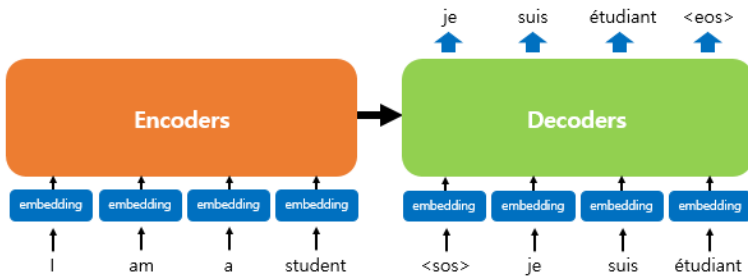 je suis étudiant <eos>
Encoders Decoders
embedding embedding embedding embedding embedding embedding embedding embedding
I am a student <sos> je suis étudiant